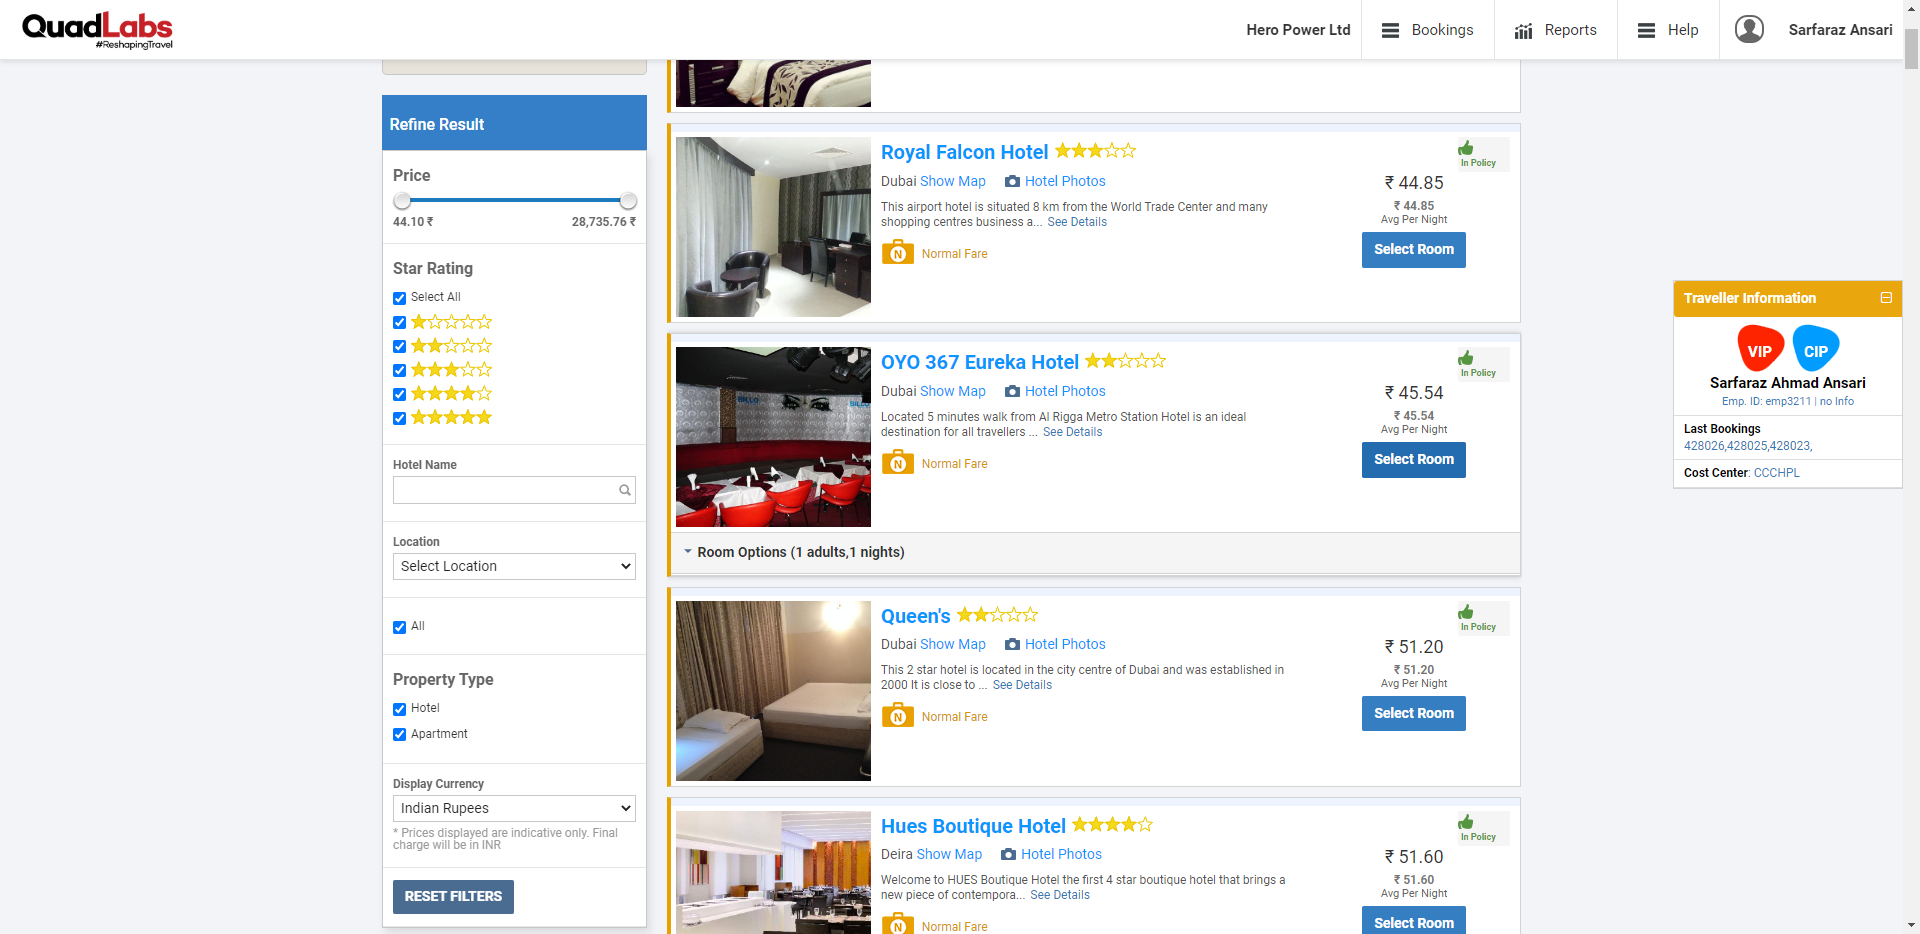 QuadLabs
#ReshapingTravel
Hero Power Ltd
Bookings
Reports
Help
Sarfaraz Ansari
Refine Result
Price
44.10 ₹
28,735.76 ₹
Star Rating
Select All
Hotel Name
Location
Select Location
All
Property Type
Hotel
Apartment
Display Currency
Indian Rupees
* Prices displayed are indicative only. Final
charge will be in INR
RESET FILTERS
Royal Falcon Hotel
Dubai Show Map Hotel Photos
This airport hotel is situated 8 km from the World Trade Center and many
shopping centres business a... See Details
N Normal Fare
In Policy
₹ 44.85
₹ 44.85
Avg Per Night
Select Room
OYO 367 Eureka Hotel
Dubai Show Map Hotel Photos
Located 5 minutes walk from Al Rigga Metro Station Hotel is an ideal
destination for all travellers ... See Details
N Normal Fare
In Policy
₹ 45.54
₹ 45.54
Avg Per Night
Select Room
Room Options (1 adults,1 nights)
Queen's
Dubai Show Map Hotel Photos
This 2 star hotel is located in the city centre of Dubai and was established in
2000 It is close to ... See Details
N Normal Fare
In Policy
₹ 51.20
₹ 51.20
Avg Per Night
Select Room
Hues Boutique Hotel
Deira Show Map Hotel Photos
Welcome to HUES Boutique Hotel the first 4 star boutique hotel that brings a
new piece of contempora... See Details
N Normal Fare
In Policy
₹ 51.60
₹ 51.60
Avg Per Night
Select Room
Traveller Information
VIP
CIP
Sarfaraz Ahmad Ansari
Emp. ID: emp3211 | no Info
Last Bookings
428026,428025,428023,
Cost Center: CCCHPL